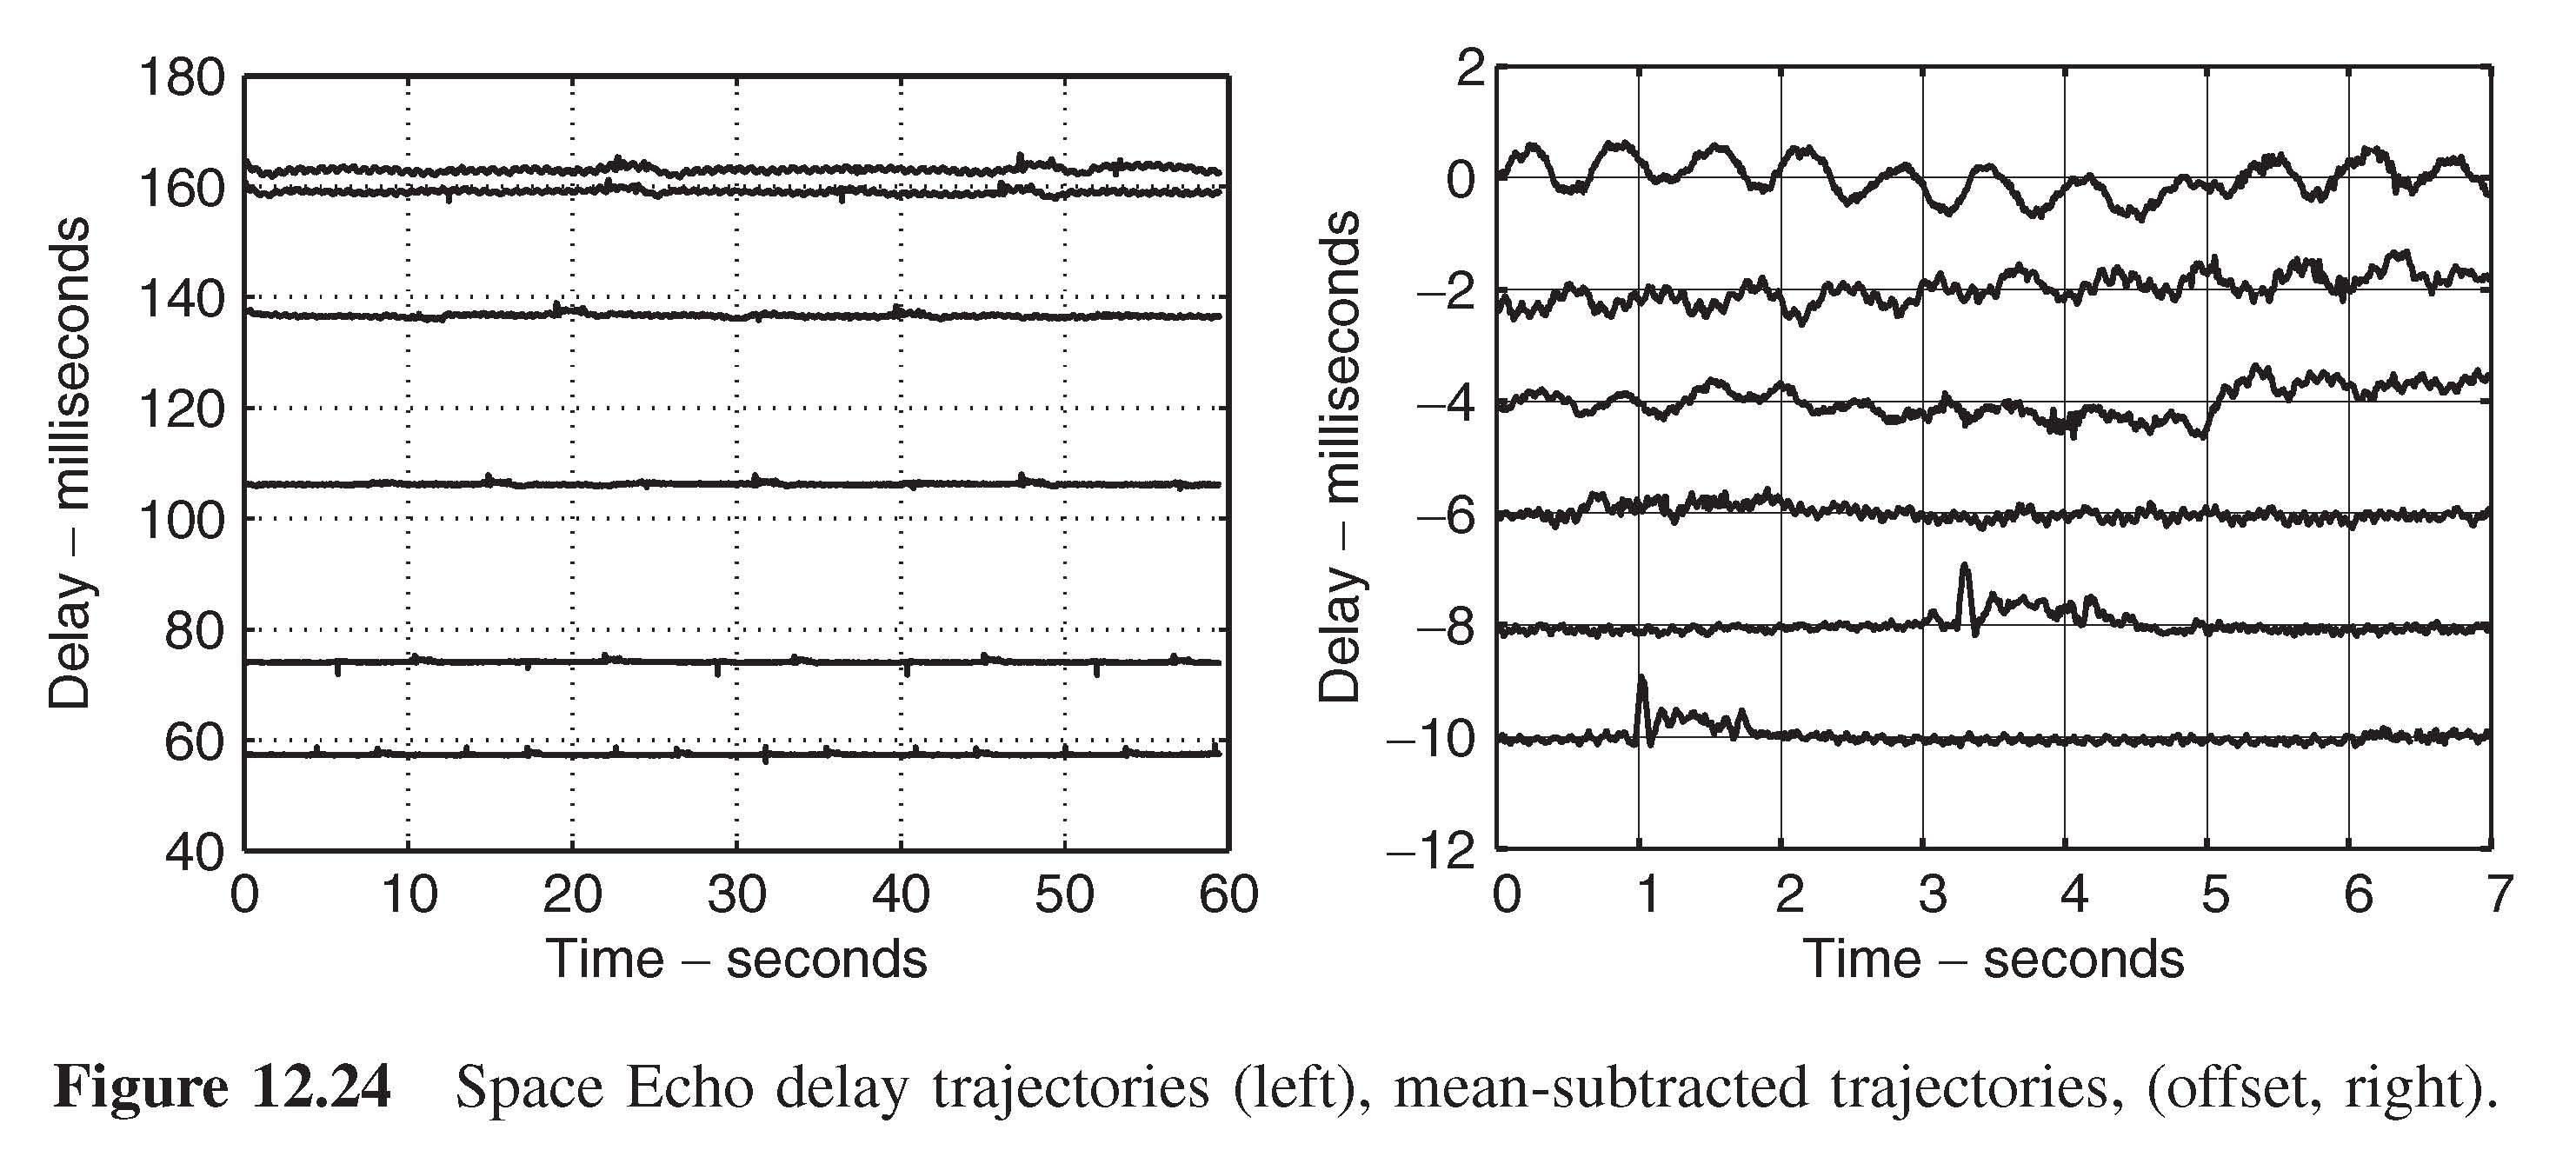 180
160
140
120
100
80
60
40
0 10 20 30 40 50 60
Delay – milliseconds
Time – seconds
2
0
−2
−4
−6
−8
−10
−12
0 1 2 3 4 5 6 7
Delay – milliseconds
Time – seconds
Figure 12.24 Space Echo delay trajectories (left), mean-subtracted trajectories, (offset, right).